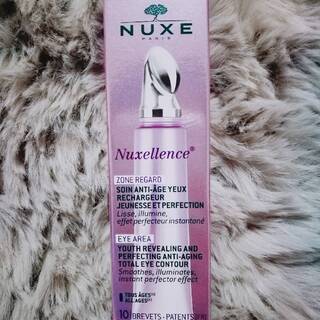 NUXE
PARIS
Nuxellence®
ZONE REGARD
SOIN ANTI-ÂGE YEUX
RECHARGEUR
JEUNESSE ET PERFECTION
Lisse, illumine,
effet perfecteur instantané
EYE AREA
YOUTH REVEALING AND
PERFECTING ANTI-AGING
TOTAL EYE CONTOUR
Smoothes, illuminates,
instant perfector effect
TOUS ÂGES
ALL AGES
10 BREVETS - PATENTS